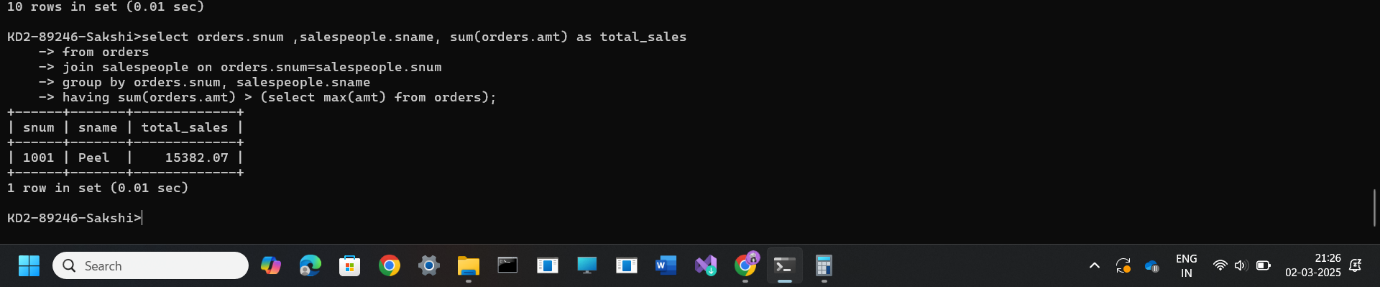 10 rows in set (0.01 sec)
KD2-89246-Sakshi>select orders.snum ,salespeople.sname, sum(orders.amt) as total_sales
    -> from orders
    -> join salespeople on orders.snum=salespeople.snum
    -> group by orders.snum, salespeople.sname
    -> having sum(orders.amt) > (select max(amt) from orders);
+------+-------+-------------+
| snum | sname | total_sales |
+------+-------+-------------+
| 1001 | Peel  |    15382.07 |
+------+-------+-------------+
1 row in set (0.01 sec)
KD2-89246-Sakshi>
Search
ENG
IN
21:26
02-03-2025